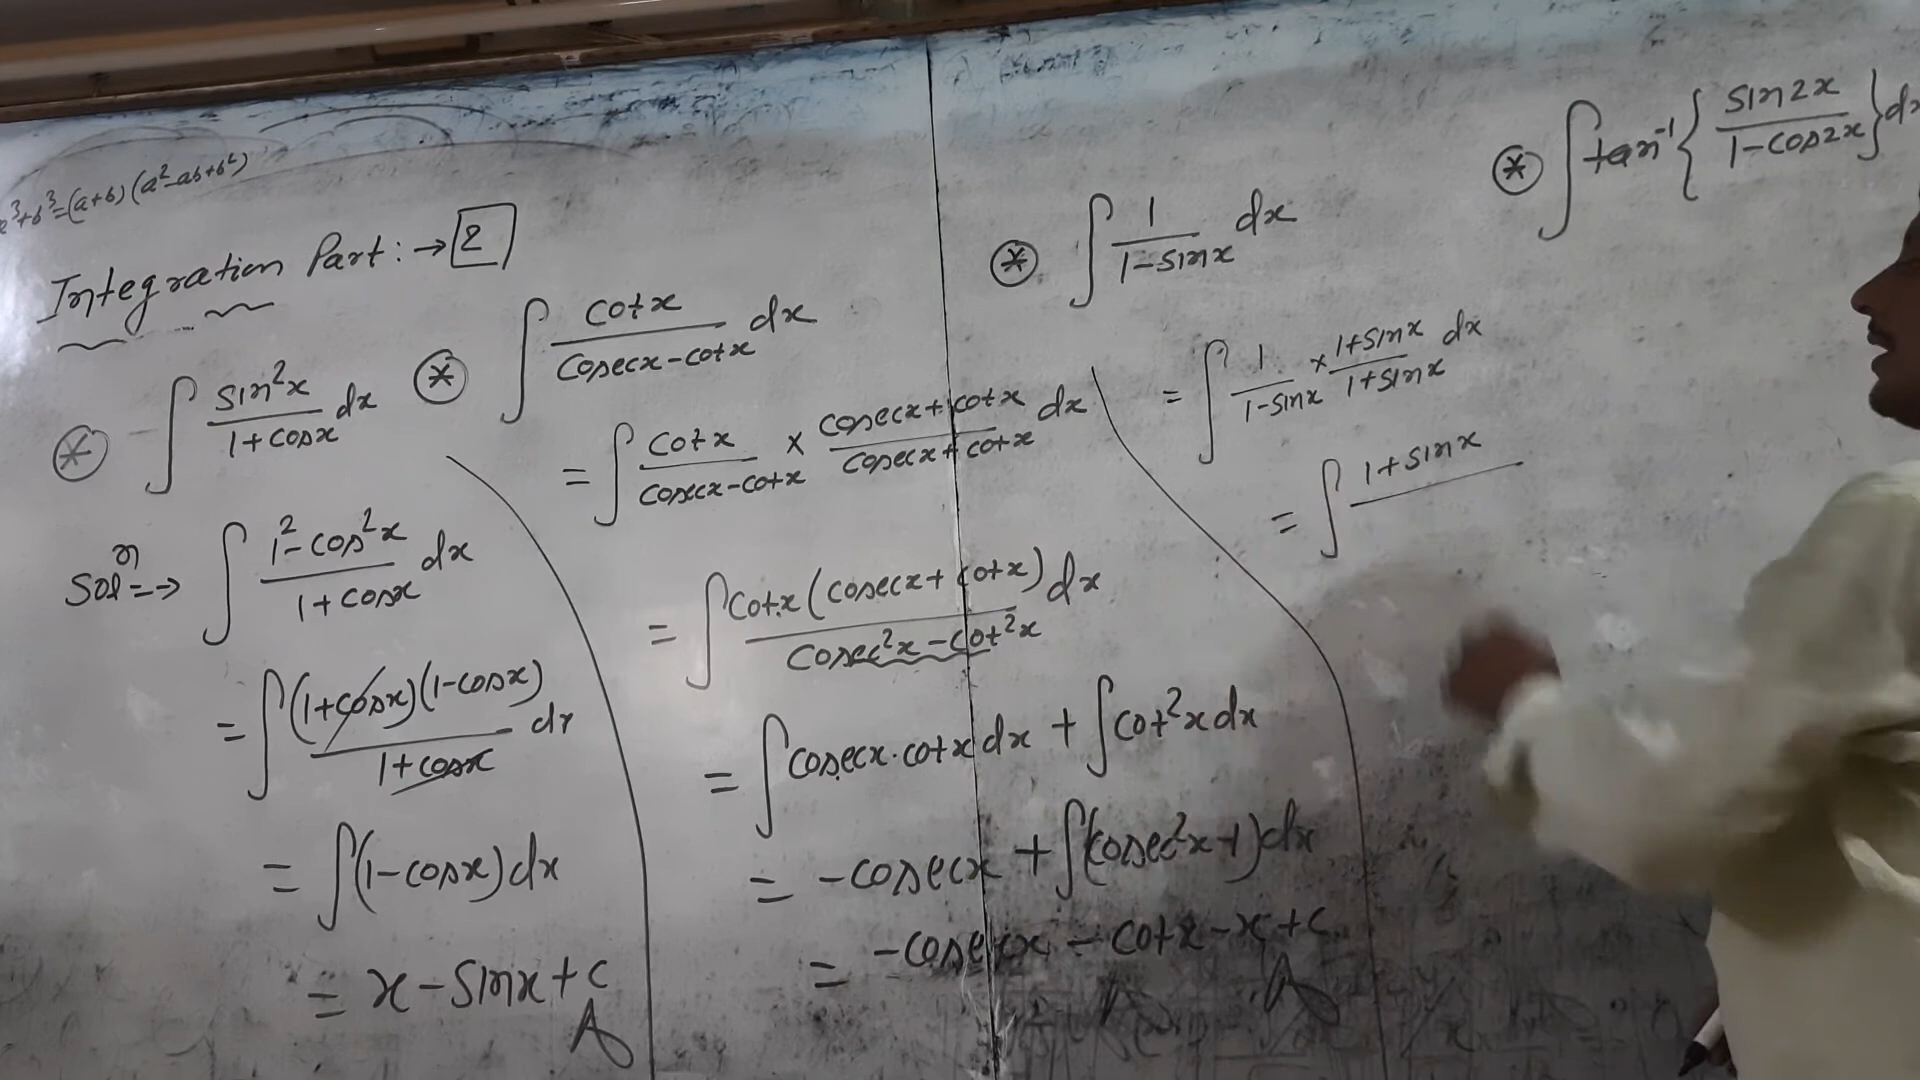 a³+b³=(a+b)(a²-ab+b²)
Integration Part:→ 2
⊛ ∫ sin²x/(1+cosx) dx
Solⁿ=→ ∫ (1²-cos²x)/(1+cosx) dx
= ∫ (1+cosx)(1-cosx)/(1+cosx) dx
= ∫(1-cosx)dx
= x-sinx+c
A
⊛ ∫ cotx/(cosecx-cotx) dx
= ∫ cotx/(cosecx-cotx) × (cosecx+cotx)/(cosecx+cotx) dx
= ∫ cotx(cosecx+cotx)/(cosec²x-cot²x) dx
= ∫cosecx.cotx dx + ∫cot²x dx
= -cosecx + ∫(cosec²x-1)dx
= -cosecx - cotx - x + c
A
⊛ ∫ 1/(1-sinx) dx
= ∫ 1/(1-sinx) × (1+sinx)/(1+sinx) dx
= ∫ 1+sinx
⊛ ∫tan⁻¹{sin2x/(1-cos2x)}dx